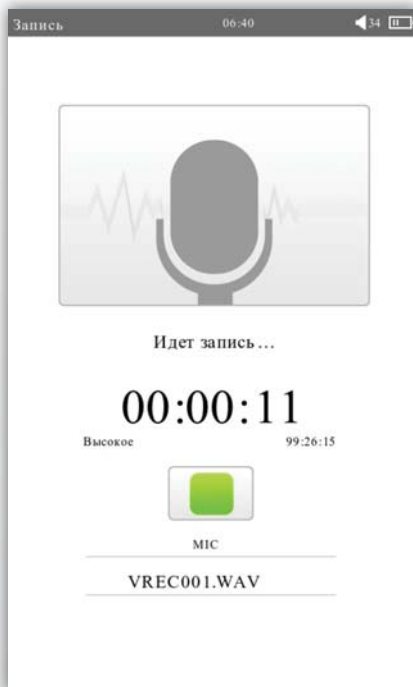 Запись 06:40 34
Идет запись...
00:00:11
Высокое 99:26:15
MIC
VREC001.WAV